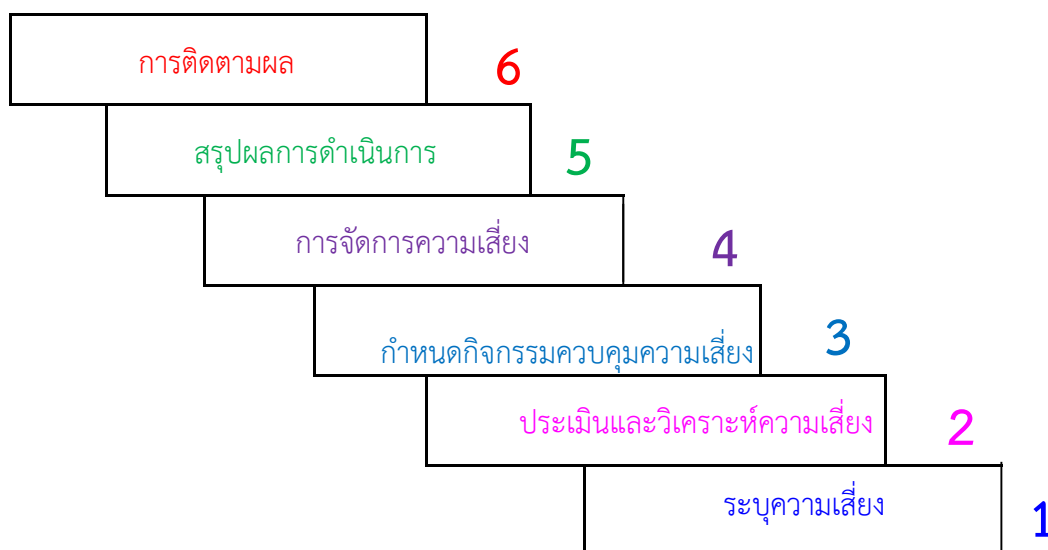 การติดตามผล 6
สรุปผลการดำเนินการ 5
การจัดการความเสี่ยง 4
กำหนดกิจกรรมควบคุมความเสี่ยง 3
ประเมินและวิเคราะห์ความเสี่ยง 2
ระบุความเสี่ยง 1